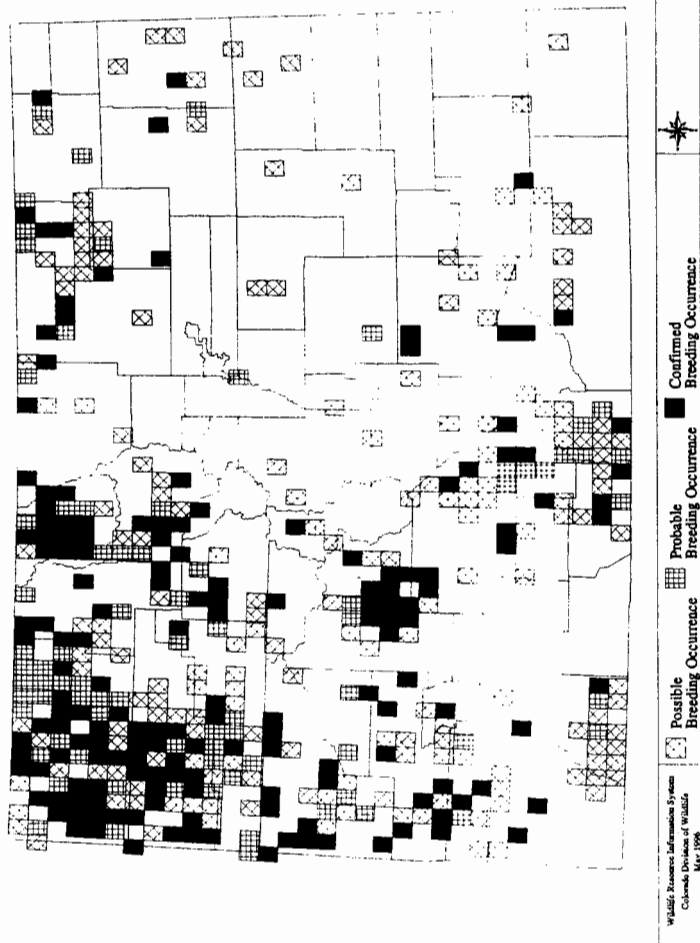 Possible
Breeding Occurrence
Probable
Breeding Occurrence
Confirmed
Breeding Occurrence
Wildlife Resource Information System
Colorado Division of Wildlife
May 1996